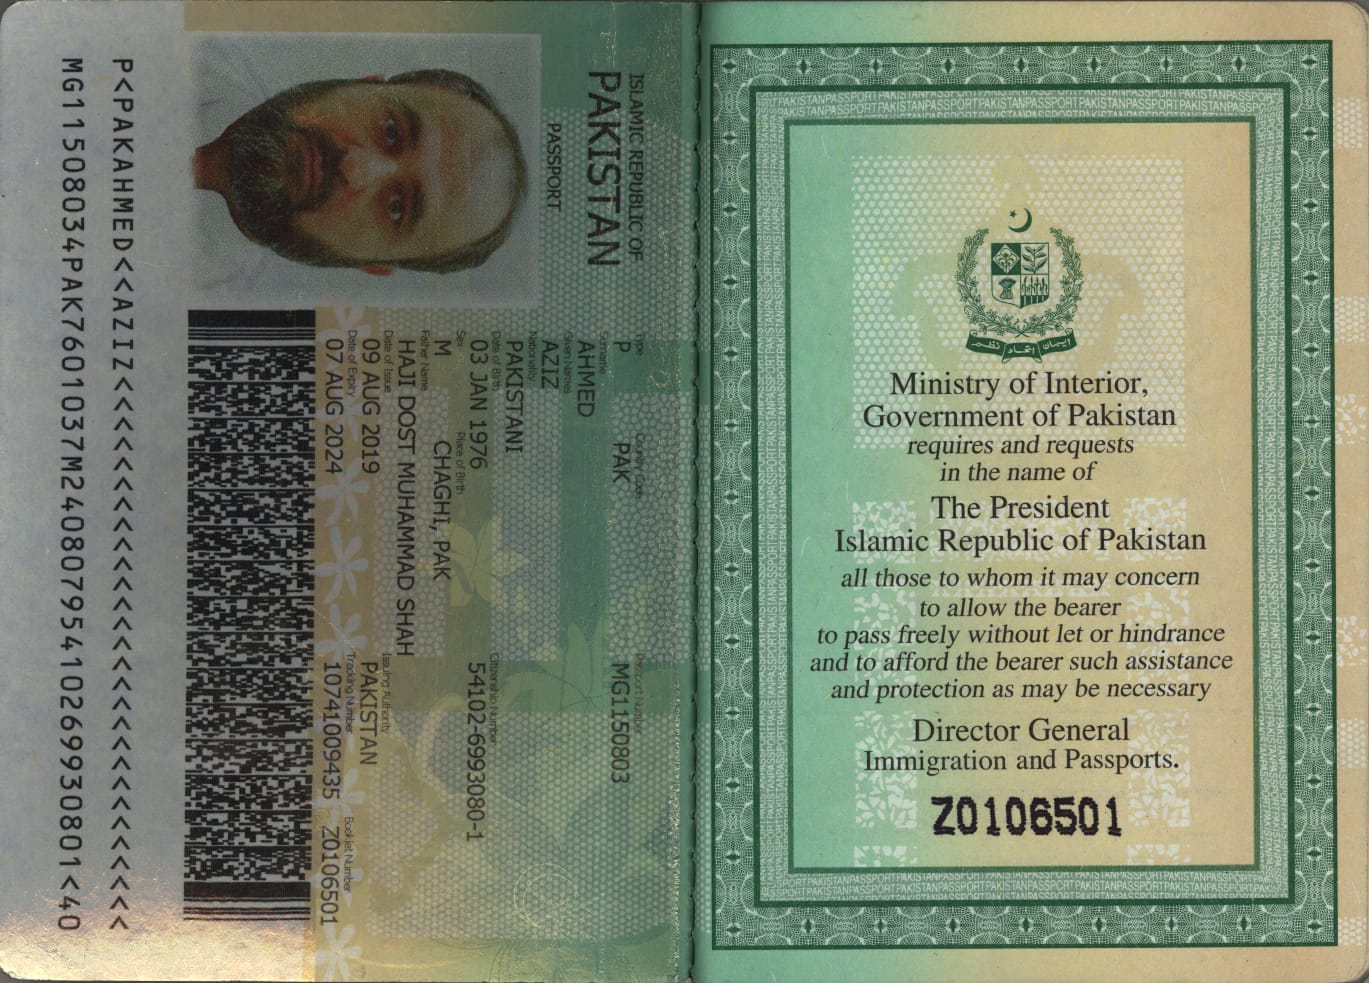 ISLAMIC REPUBLIC OF
PAKISTAN
PASSPORT
Type
Country Code
Passport Number
P
PAK
MG1150803
Surname
AHMED
Given Names
AZIZ
Nationality
PAKISTANI
Date of Birth
Citizenship Number
03 JAN 1976
54102-6993080-1
Sex
Place of Birth
M
CHAGHI, PAK
Father Name
HAJI DOST MUHAMMAD SHAH
Date of Issue
Issuing Authority
09 AUG 2019
PAKISTAN
Date of Expiry
Tracking Number
Booklet Number
07 AUG 2024
10741009435
Z0106501
P<PAKAHMED<<AZIZ<<<<<<<<<<<<<<<<<<<<<<<<<<<<
MG11508034PAK7601037M24080795410269930801<40
ایمان اتحاد نظم
Ministry of Interior,
Government of Pakistan
requires and requests
in the name of
The President
Islamic Republic of Pakistan
all those to whom it may concern
to allow the bearer
to pass freely without let or hindrance
and to afford the bearer such assistance
and protection as may be necessary
Director General
Immigration and Passports.
Z0106501